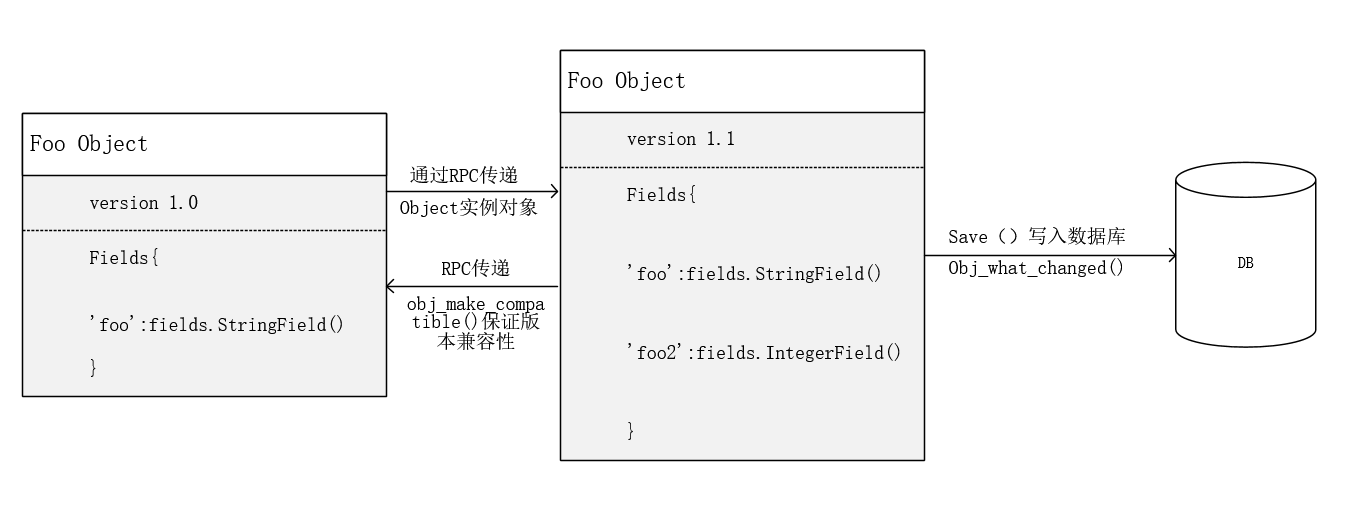 Foo Object
version 1.0
Fields{
'foo':fields.StringField()
}
通过RPC传递
Object实例对象
RPC传递
obj_make_compa
tible()保证版
本兼容性
Foo Object
version 1.1
Fields{
'foo':fields.StringField()
'foo2':fields.IntegerField()
}
Save（）写入数据库
Obj_what_changed()
DB